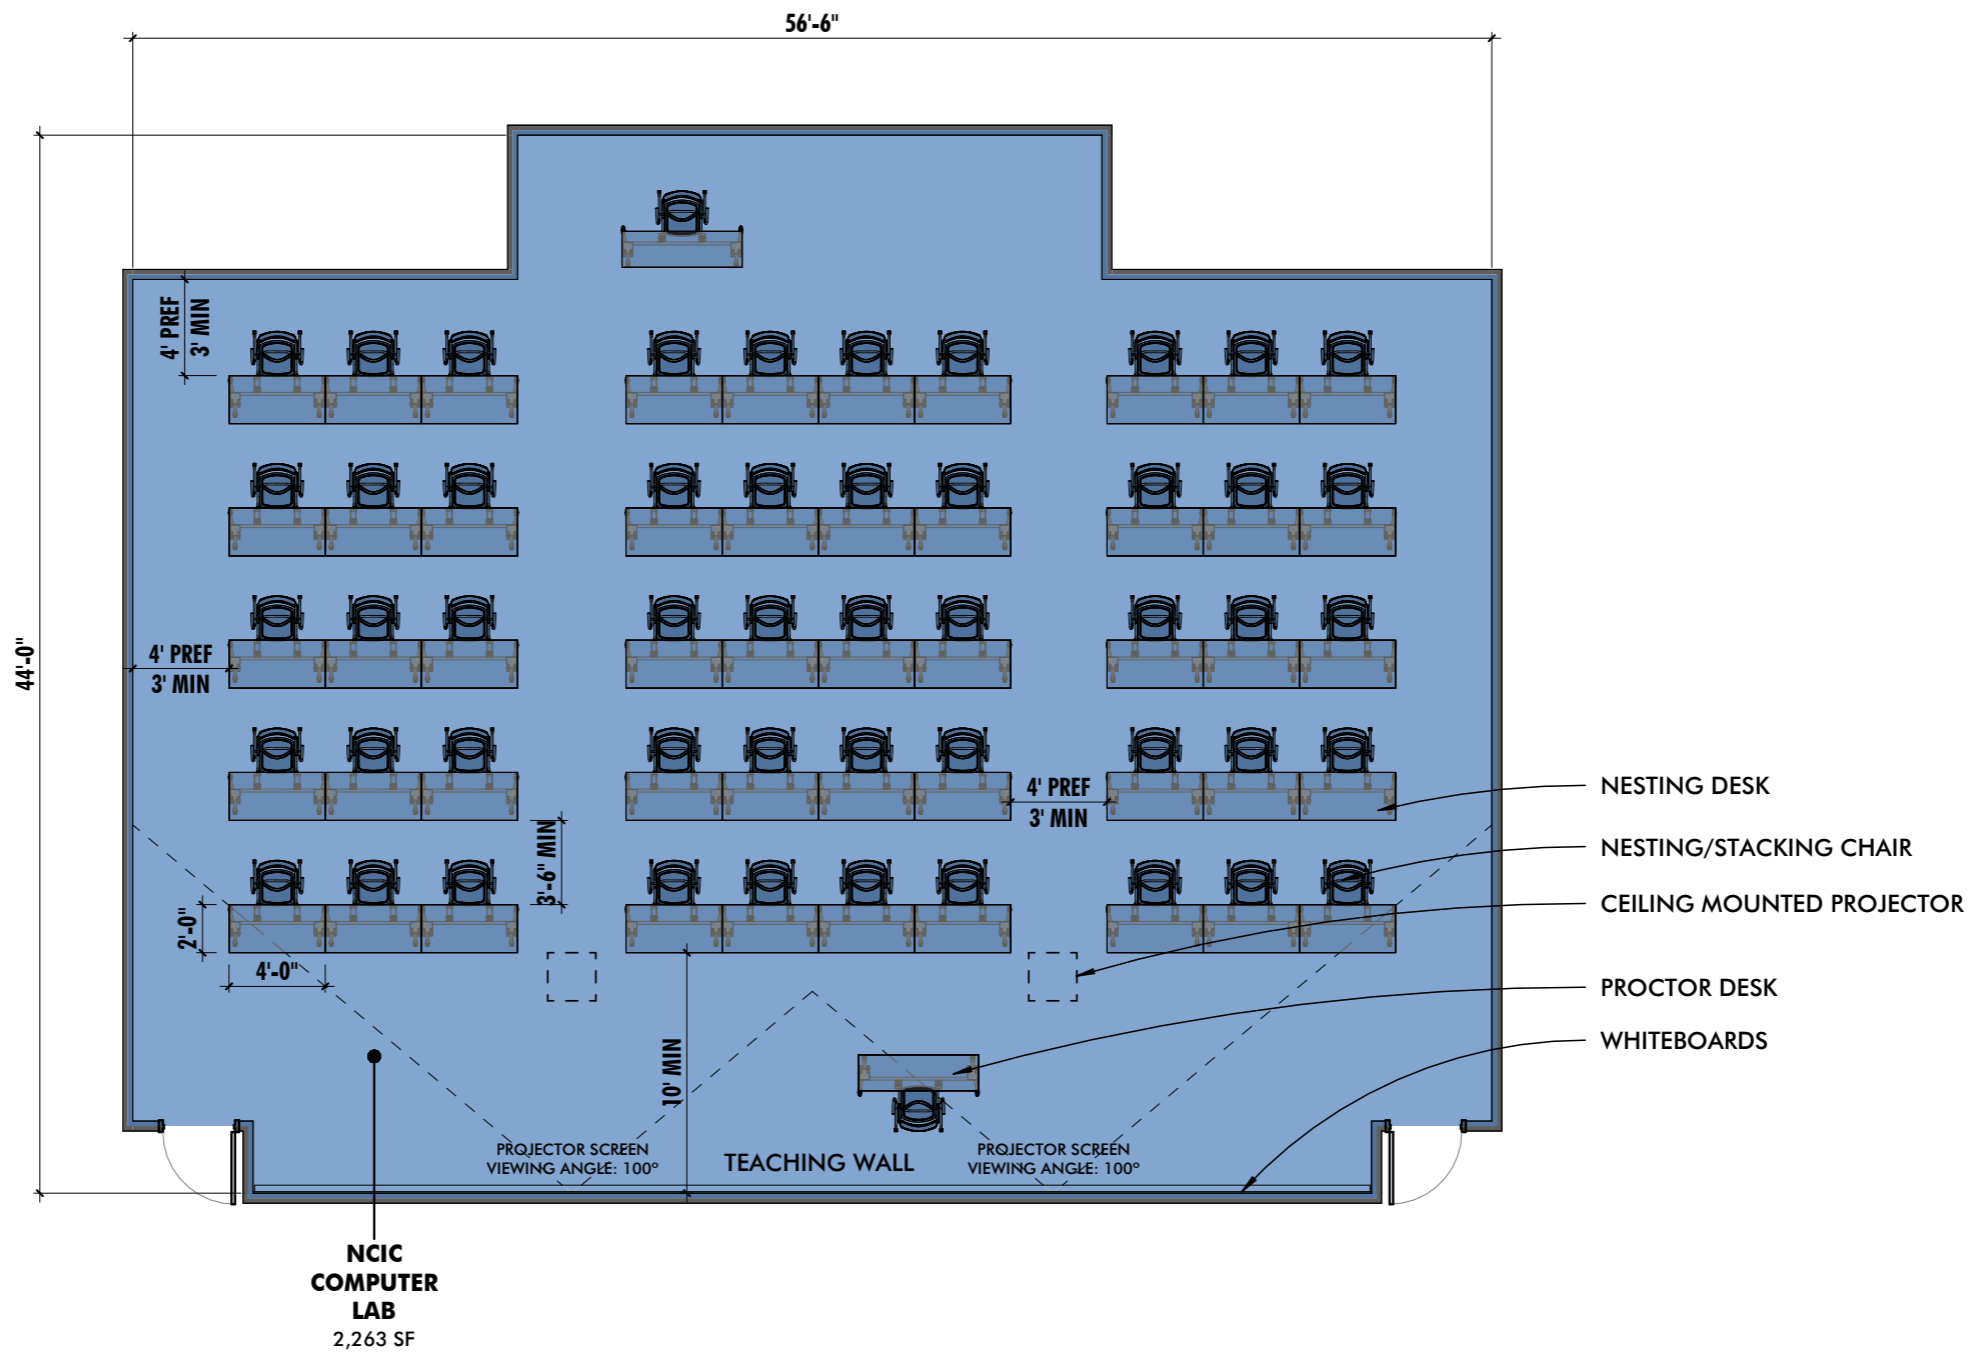 56'-6"
44'-0"
4' PREF
3' MIN
4' PREF
3' MIN
4' PREF
3' MIN
3'-6" MIN
2'-0"
4'-0"
10' MIN
NESTING DESK
NESTING/STACKING CHAIR
CEILING MOUNTED PROJECTOR
PROCTOR DESK
WHITEBOARDS
PROJECTOR SCREEN
VIEWING ANGLE: 100°
TEACHING WALL
PROJECTOR SCREEN
VIEWING ANGLE: 100°
NCIC
COMPUTER
LAB
2,263 SF